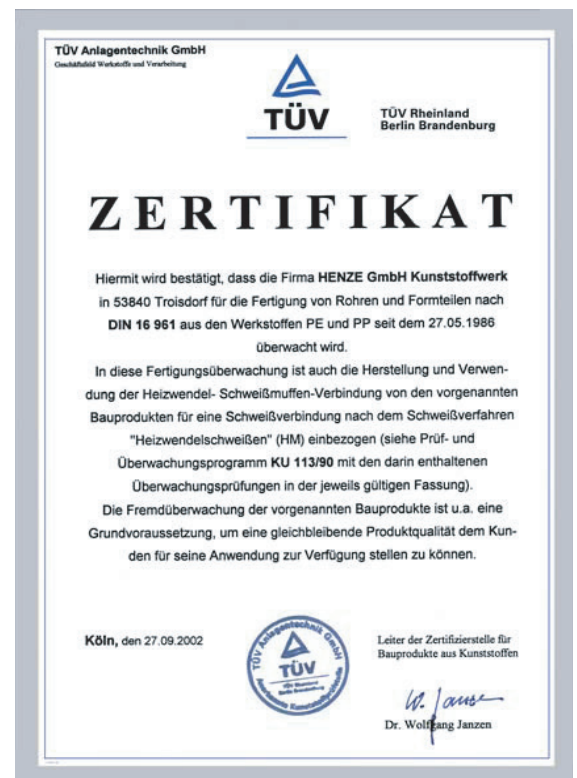 TÜV Anlagentechnik GmbH
Geschäftsfeld Werkstoffe und Verarbeitung
TÜV
TÜV Rheinland
Berlin Brandenburg
ZERTIFIKAT
Hiermit wird bestätigt, dass die Firma HENZE GmbH Kunststoffwerk
in 53840 Troisdorf für die Fertigung von Rohren und Formteilen nach
DIN 16 961 aus den Werkstoffen PE und PP seit dem 27.05.1986
überwacht wird.
In diese Fertigungsüberwachung ist auch die Herstellung und Verwen-
dung der Heizwendel- Schweißmuffen-Verbindung von den vorgenannten
Bauprodukten für eine Schweißverbindung nach dem Schweißverfahren
"Heizwendelschweißen" (HM) einbezogen (siehe Prüf- und
Überwachungsprogramm KU 113/90 mit den darin enthaltenen
Überwachungsprüfungen in der jeweils gültigen Fassung).
Die Fremdüberwachung der vorgenannten Bauprodukte ist u.a. eine
Grundvoraussetzung, um eine gleichbleibende Produktqualität dem Kun-
den für seine Anwendung zur Verfügung stellen zu können.
Köln, den 27.09.2002
TÜV Anlagentechnik GmbH
TÜV
TÜV Rheinland
Berlin Brandenburg
Leiter der Zertifizierstelle für
Bauprodukte aus Kunststoffen
W. Janzen
Dr. Wolfgang Janzen